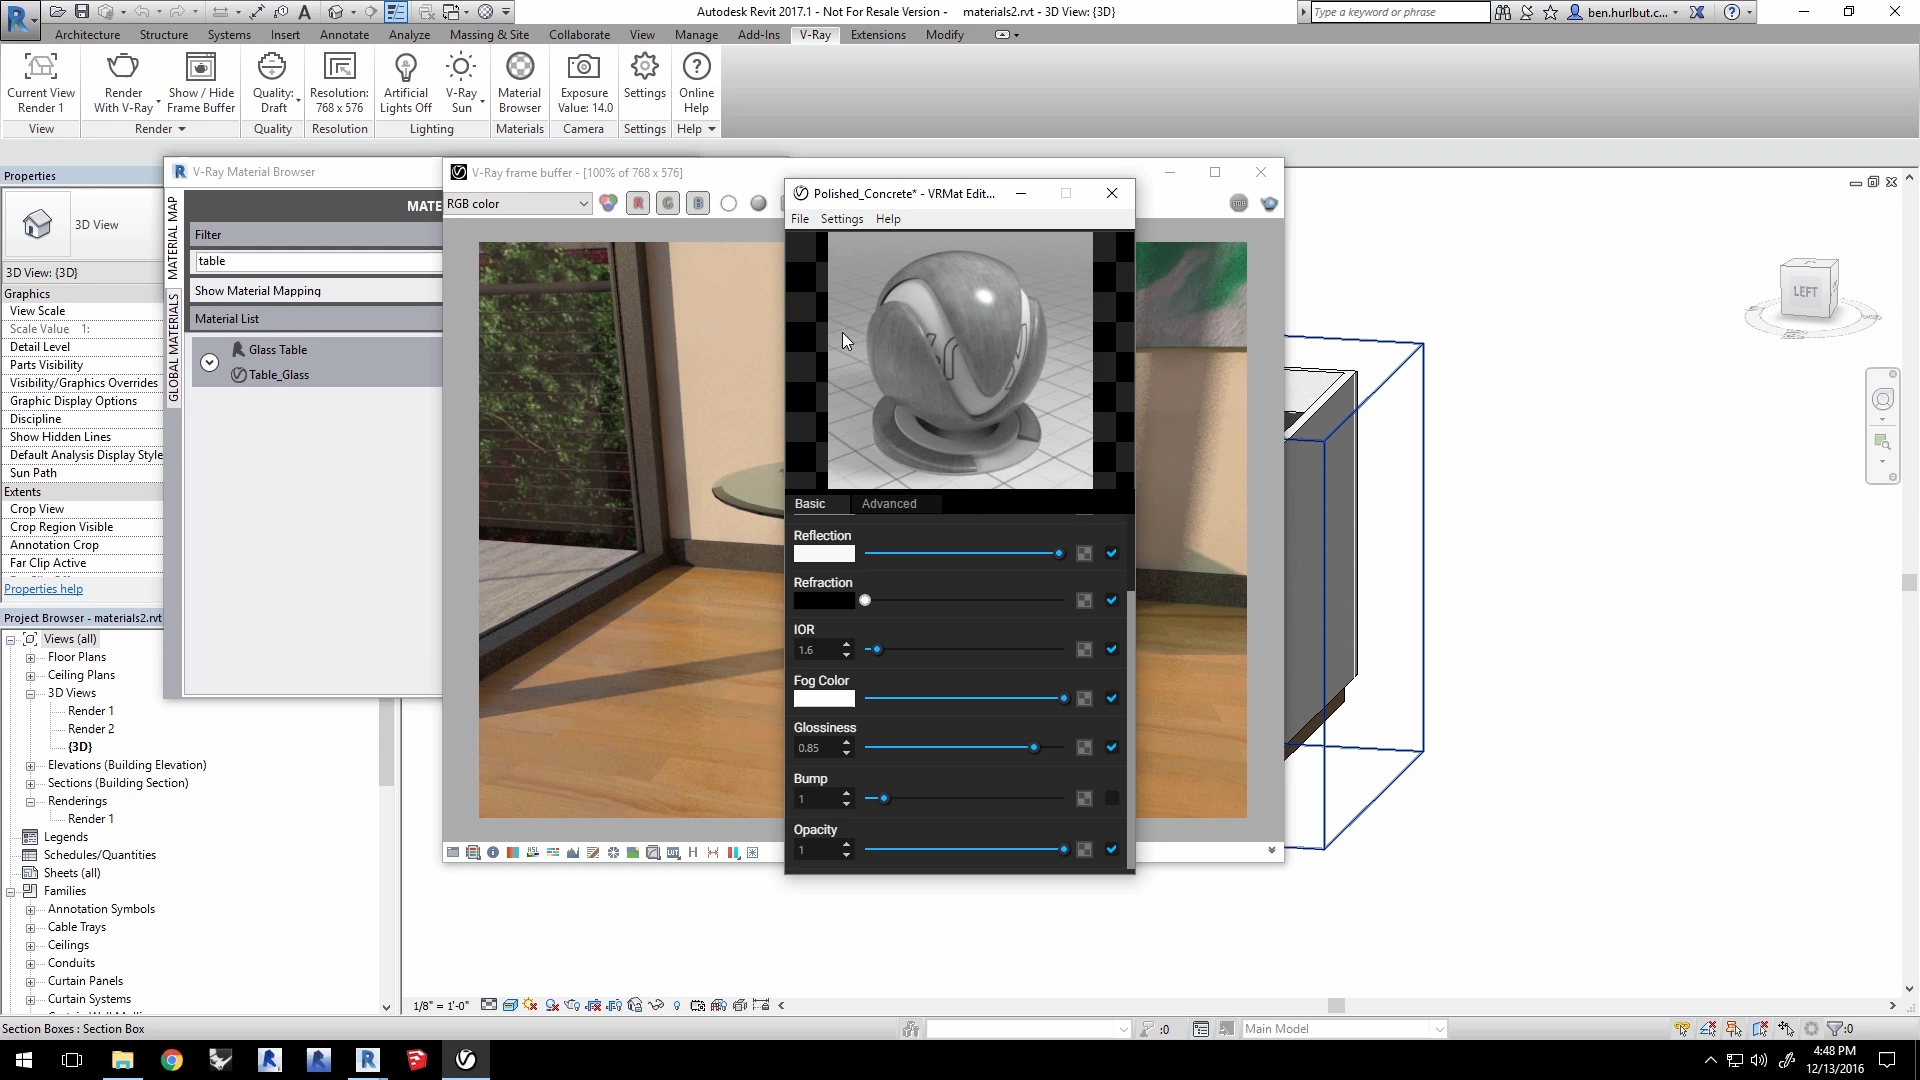 Autodesk Revit 2017.1 - Not For Resale Version - materials2.rvt - 3D View: {3D}
Type a keyword or phrase
ben.hurlbut.c...
Architecture Structure Systems Insert Annotate Analyze Massing & Site Collaborate View Manage Add-Ins V-Ray Extensions Modify
Current View
Render 1
Render
With V-Ray
Show / Hide
Frame Buffer
Quality:
Draft
Resolution:
768 x 576
Artificial
Lights Off
V-Ray
Sun
Material
Browser
Exposure
Value: 14.0
Settings
Online
Help
View Render Quality Resolution Lighting Materials Camera Settings Help
Properties
3D View
3D View: {3D}
Graphics
View Scale
Scale Value 1:
Detail Level
Parts Visibility
Visibility/Graphics Overrides
Graphic Display Options
Discipline
Show Hidden Lines
Default Analysis Display Style
Sun Path
Extents
Crop View
Crop Region Visible
Annotation Crop
Far Clip Active
Properties help
Project Browser - materials2.rvt
Views (all)
Floor Plans
Ceiling Plans
3D Views
Render 1
Render 2
{3D}
Elevations (Building Elevation)
Sections (Building Section)
Renderings
Render 1
Legends
Schedules/Quantities
Sheets (all)
Families
Annotation Symbols
Cable Trays
Ceilings
Conduits
Curtain Panels
Curtain Systems
V-Ray Material Browser
MATERIAL MAP
GLOBAL MATERIALS
MATE
Filter
table
Show Material Mapping
Material List
Glass Table
Table_Glass
V-Ray frame buffer - [100% of 768 x 576]
RGB color
R G B
STOP
HSL
LUT
H
Polished_Concrete* - VRMat Edit...
File Settings Help
Basic Advanced
Reflection
Refraction
IOR
1.6
Fog Color
Glossiness
0.85
Bump
1
Opacity
1
LEFT
1/8" = 1'-0"
Section Boxes : Section Box
:0
Main Model
:0
4:48 PM
12/13/2016